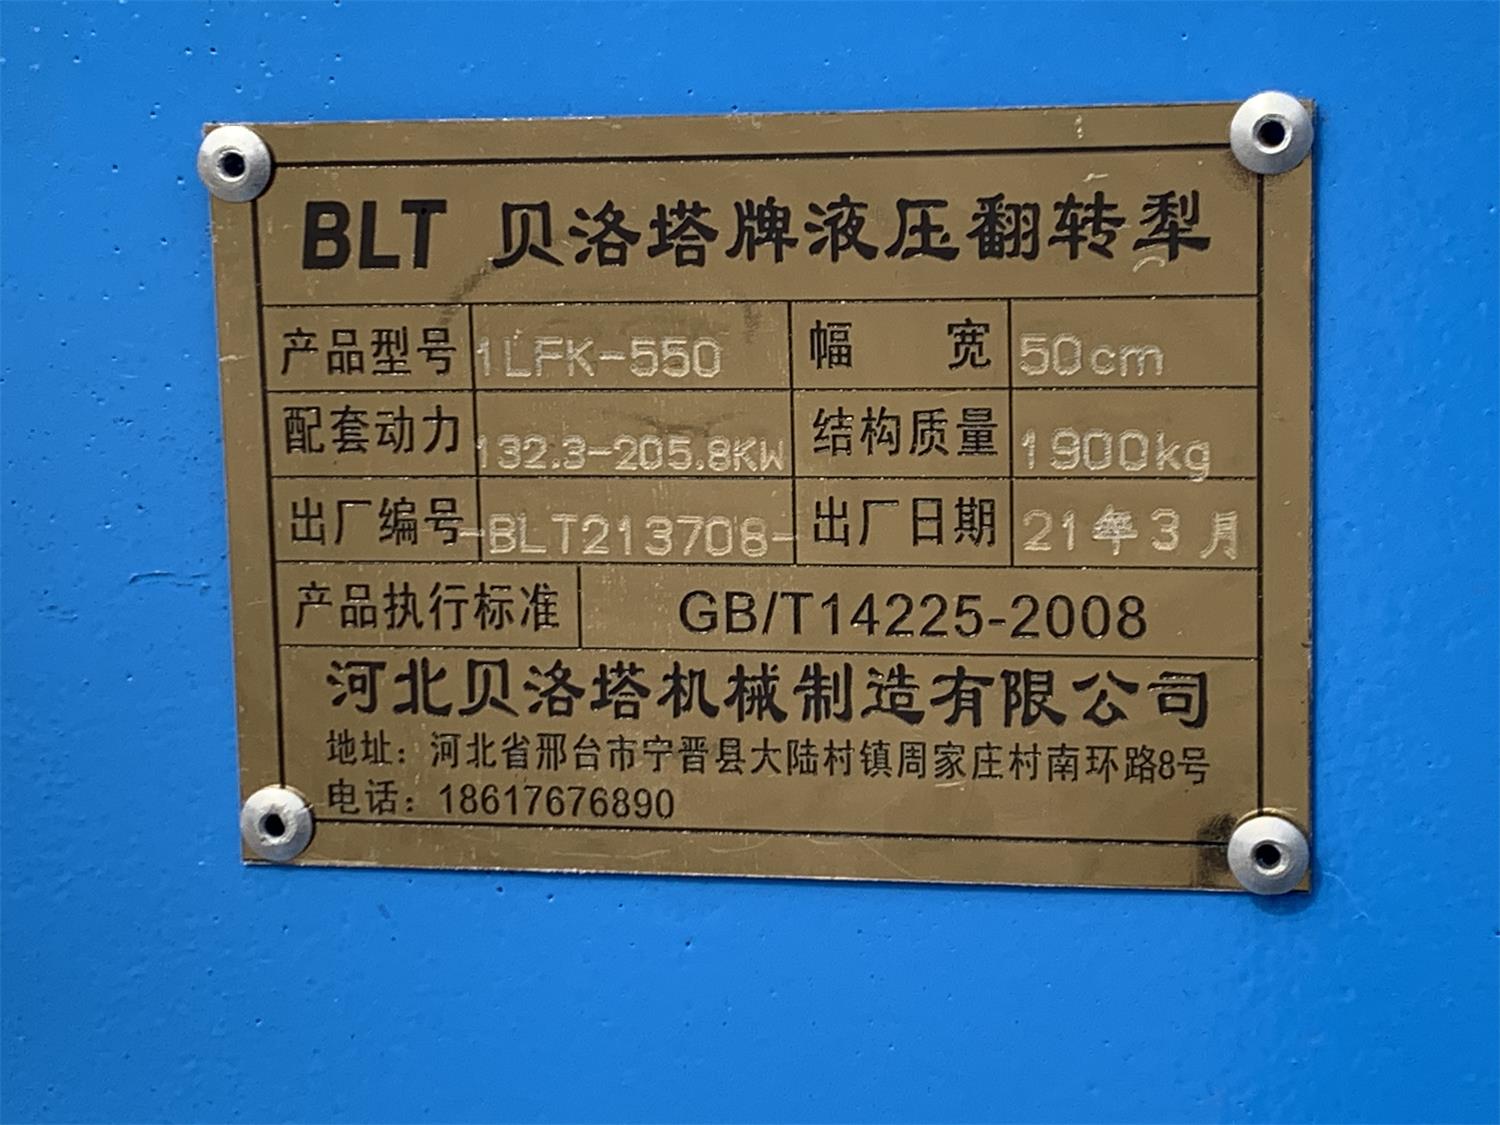 BLT 贝洛塔牌液压翻转犁
产品型号 1LFK-550 幅 宽 50cm
配套动力 132.3-205.8KW 结构质量 1900kg
出厂编号 -BLT213708- 出厂日期 21年3月
产品执行标准 GB/T14225-2008
河北贝洛塔机械制造有限公司
地址：河北省邢台市宁晋县大陆村镇周家庄村南环路8号
电话：18617676890